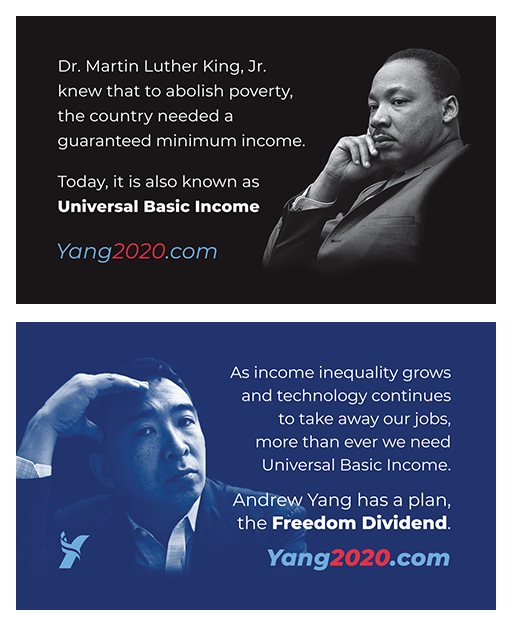 Dr. Martin Luther King, Jr.
knew that to abolish poverty,
the country needed a
guaranteed minimum income.
Today, it is also known as
Universal Basic Income
Yang2020.com
As income inequality grows
and technology continues
to take away our jobs,
more than ever we need
Universal Basic Income.
Andrew Yang has a plan,
the Freedom Dividend.
Yang2020.com